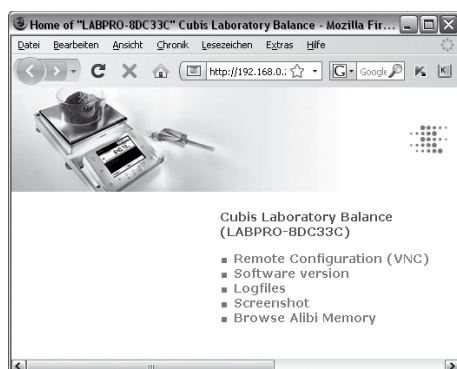 Home of "LABPRO-8DC33C" Cubis Laboratory Balance - Mozilla Fir...
Datei Bearbeiten Ansicht Chronik Lesezeichen Extras Hilfe
http://192.168.0.: G Google K
Cubis Laboratory Balance
(LABPRO-8DC33C)
Remote Configuration (VNC)
Software version
Logfiles
Screenshot
Browse Alibi Memory